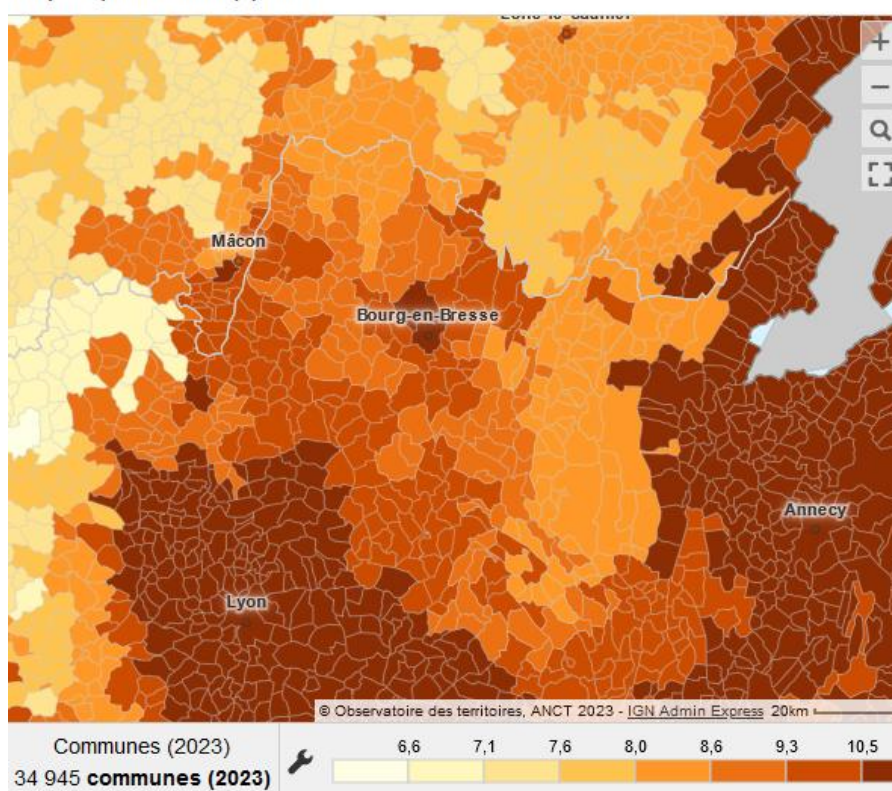 Mâcon
Bourg-en-Bresse
Annecy
Lyon
© Observatoire des territoires, ANCT 2023 - IGN Admin Express 20km
Communes (2023)
34 945 communes (2023)
6,6 7,1 7,6 8,0 8,6 9,3 10,5